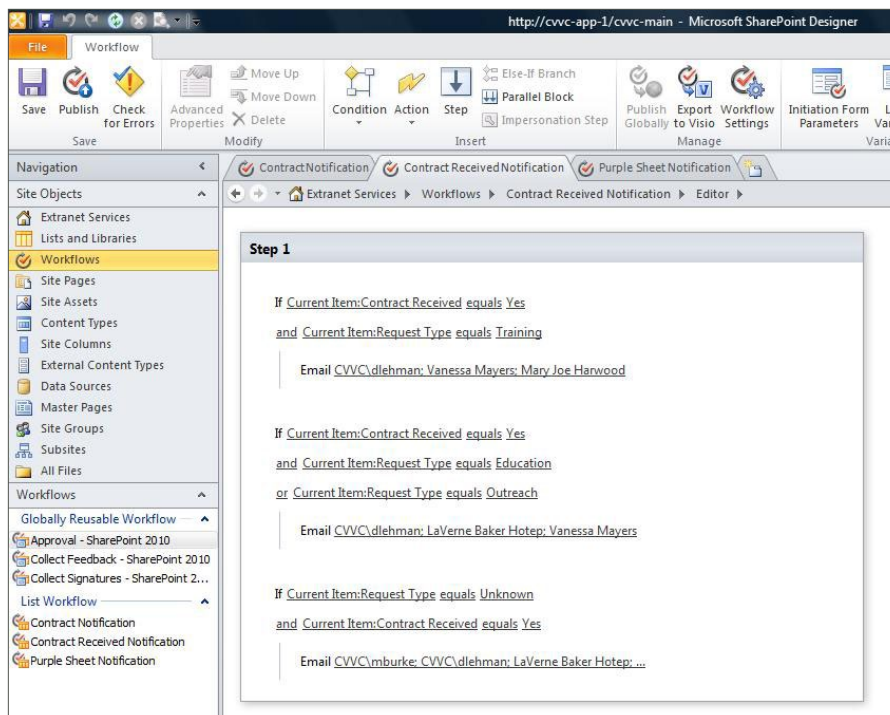 http://cvvc-app-1/cvvc-main - Microsoft SharePoint Designer
File Workflow
Save Publish Check for Errors
Advanced Properties Move Up Move Down Delete
Condition Action Step Else-If Branch Parallel Block Impersonation Step
Publish Globally Export to Visio Workflow Settings
Initiation Form Parameters
Save Modify Insert Manage
Navigation
ContractNotification Contract Received Notification Purple Sheet Notification
Site Objects
Extranet Services Workflows Contract Received Notification Editor
Extranet Services
Lists and Libraries
Workflows
Site Pages
Site Assets
Content Types
Site Columns
External Content Types
Data Sources
Master Pages
Site Groups
Subsites
All Files
Workflows
Globally Reusable Workflow
Approval - SharePoint 2010
Collect Feedback - SharePoint 2010
Collect Signatures - SharePoint 2...
List Workflow
Contract Notification
Contract Received Notification
Purple Sheet Notification
Step 1
If Current Item:Contract Received equals Yes
and Current Item:Request Type equals Training
Email CVVC\dlehman; Vanessa Mayers; Mary Joe Harwood
If Current Item:Contract Received equals Yes
and Current Item:Request Type equals Education
or Current Item:Request Type equals Outreach
Email CVVC\dlehman; LaVerne Baker Hotep; Vanessa Mayers
If Current Item:Request Type equals Unknown
and Current Item:Contract Received equals Yes
Email CVVC\mburke; CVVC\dlehman; LaVerne Baker Hotep; ...